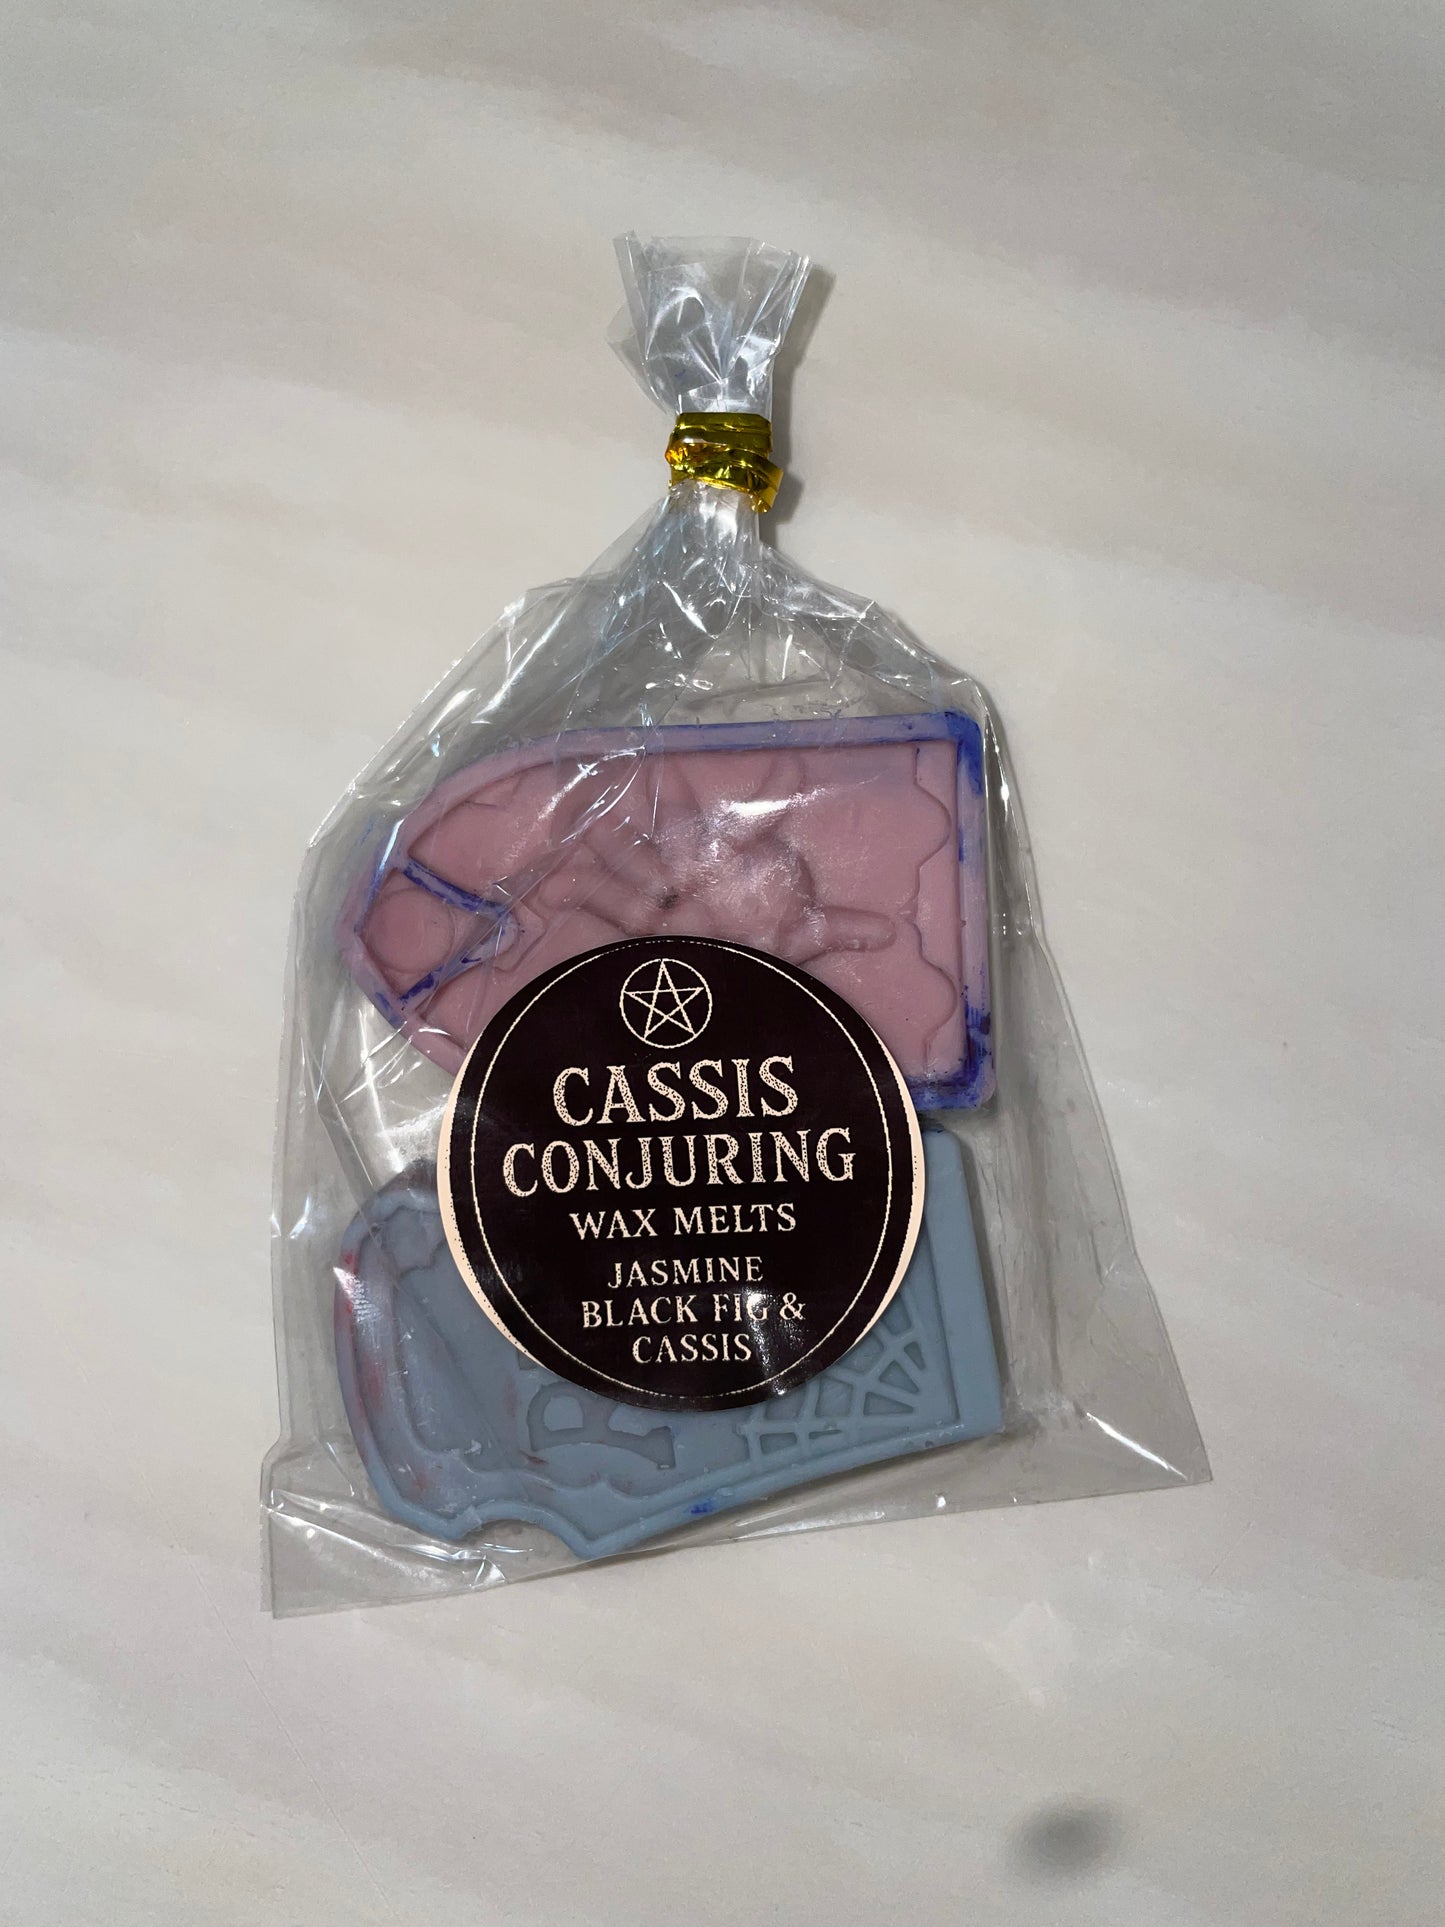 CASSIS
CONJURING
WAX MELTS
JASMINE
BLACK FIG &
CASSIS